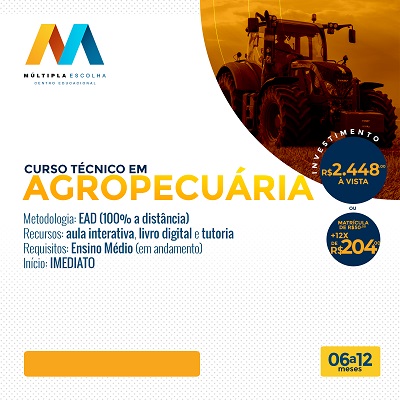 MÚLTIPLA ESCOLHA
CENTRO EDUCACIONAL
CURSO TÉCNICO EM
AGROPECUÁRIA
Metodologia: EAD (100% a distância)
Recursos: aula interativa, livro digital e tutoria
Requisitos: Ensino Médio (em andamento)
Início: IMEDIATO
INVESTIMENTO
R$2.448,00
À VISTA
OU
MATRÍCULA
DE R$50,00
+12X
DE R$204,00
06a12
meses